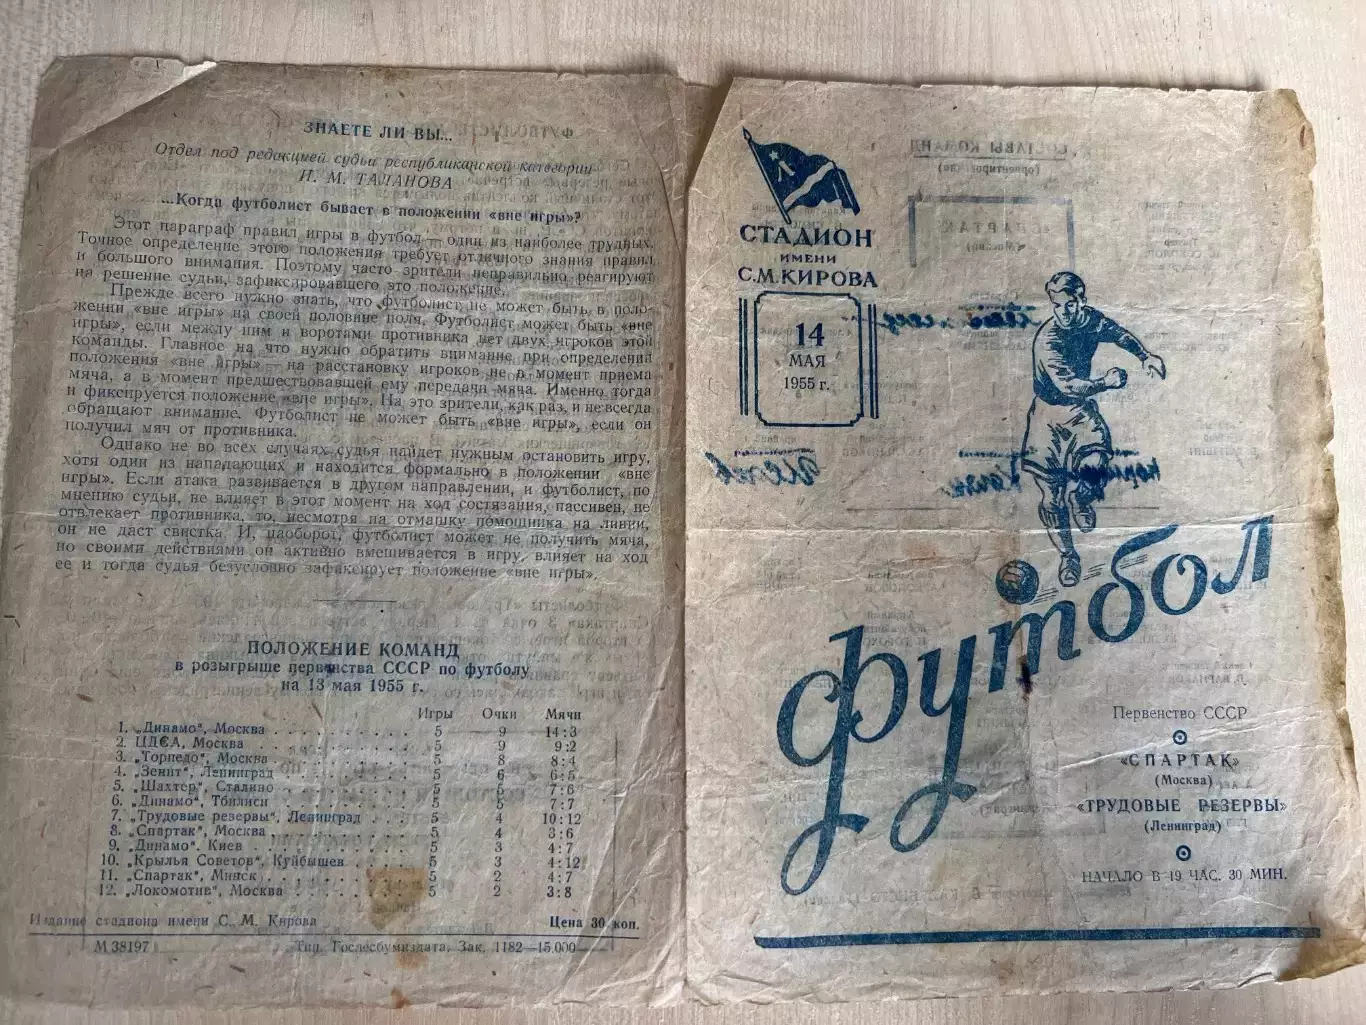 ЗНАЕТЕ ЛИ ВЫ...
Отдел под редакцией судьи республиканской категории
И. М. ТАЛАНОВА
...Когда футболист бывает в положении «вне игры»?
Этот параграф правил игры в футбол — один из наиболее трудных.
Точное определение этого положения требует отличного знания правил
и большого внимания. Поэтому часто зрители неправильно реагируют
на решение судьи, зафиксировавшего это положение.
Прежде всего нужно знать, что футболист не может быть в поло-
жении «вне игры» на своей половине поля. Футболист может быть «вне
игры», если между ним и воротами противника нет двух игроков этой
команды. Главное на что нужно обратить внимание при определении
положения «вне игры» — на расстановку игроков не в момент приема
мяча, а в момент предшествовавшей ему передачи мяча. Именно тогда
и фиксируется положение «вне игры». На это зрители, как раз, и не всегда
обращают внимание. Футболист не может быть «вне игры», если он
получил мяч от противника.
Однако не во всех случаях судья найдет нужным остановить игру,
хотя один из нападающих и находится формально в положении «вне
игры». Если атака развивается в другом направлении, и футболист, по
мнению судьи, не влияет в этот момент на ход состязания, пассивен, не
отвлекает противника, то, несмотря на отмашку помощника на линии,
он не даст свистка. И, наоборот, футболист может не получить мяча,
но своими действиями он активно вмешивается в игру, влияет на ход
ее и тогда судья безусловно зафиксирует положение «вне игры».
ПОЛОЖЕНИЕ КОМАНД
в розыгрыше первенства СССР по футболу
на 13 мая 1955 г.
Игры Очки Мячи
1. „Динамо“, Москва 5 9 14:3
2. ЦДСА, Москва 5 9 9:2
3. „Торпедо“, Москва 5 8 8:4
4. „Зенит“, Ленинград 5 6 6:5
5. „Шахтер“, Сталино 5 5 7:6
6. „Динамо“, Тбилиси 5 5 7:7
7. „Трудовые резервы“, Ленинград 5 4 10:12
8. „Спартак“, Москва 5 4 3:6
9. „Динамо“, Киев 5 3 4:7
10. „Крылья Советов“, Куйбышев 5 3 4:12
11. „Спартак“, Минск 5 2 4:7
12. „Локомотив“, Москва 5 2 3:8
Издание стадиона имени С. М. Кирова Цена 30 коп.
М 38197 Тип. Гослесбумиздата. Зак. 1182—15.000
СТАДИОН
ИМЕНИ
С.М.КИРОВА
14
МАЯ
1955 г.
футбол
Первенство СССР
«СПАРТАК»
(Москва)
«ТРУДОВЫЕ РЕЗЕРВЫ»
(Ленинград)
НАЧАЛО В 19 ЧАС. 30 МИН.